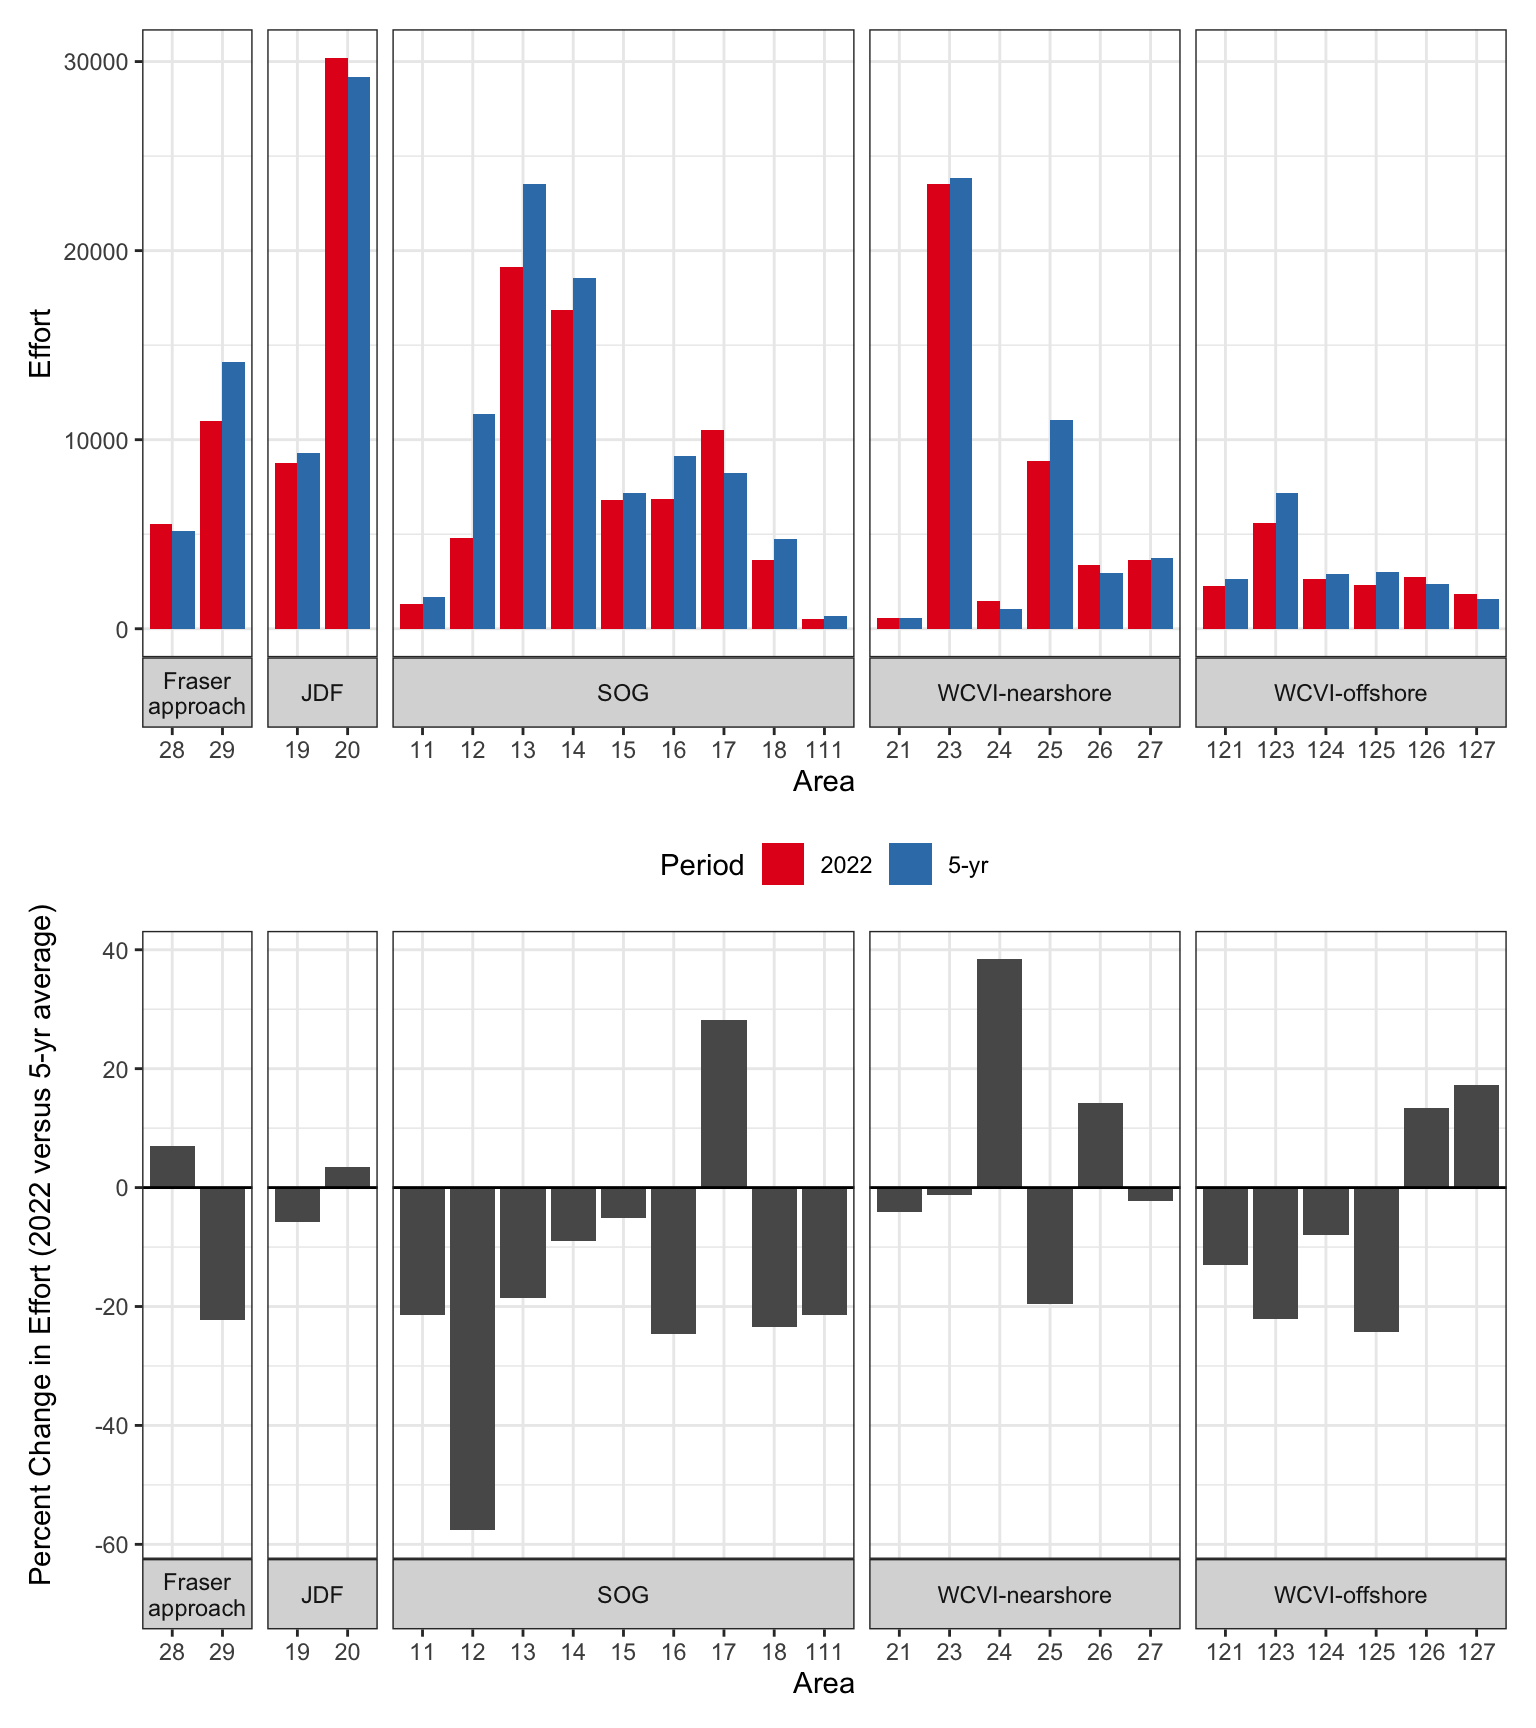 Effort
30000
20000
10000
0
Fraser
approach
JDF
SOG
WCVI-nearshore
WCVI-offshore
28 29 19 20 11 12 13 14 15 16 17 18 111 21 23 24 25 26 27 121 123 124 125 126 127
Area
Period 2022 5-yr
Percent Change in Effort (2022 versus 5-yr average)
40
20
0
-20
-40
-60
Fraser
approach
JDF
SOG
WCVI-nearshore
WCVI-offshore
28 29 19 20 11 12 13 14 15 16 17 18 111 21 23 24 25 26 27 121 123 124 125 126 127
Area